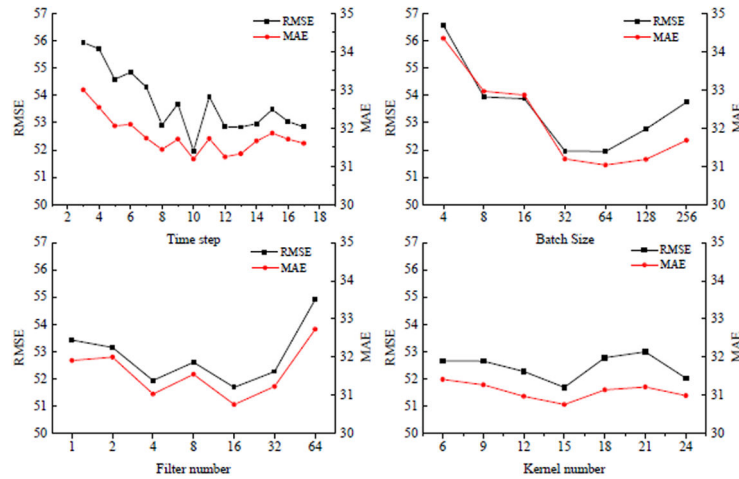 57 35 57 35
RMSE RMSE
56 MAE 34 56 MAE 34
55 55
54 33 54 33
RMSE 53 32 MAE RMSE 53 32 MAE
52 52
51 31 51 31
50 30 50 30
2 4 6 8 10 12 14 16 18 4 8 16 32 64 128 256
Time step Batch Size
57 35 57 35
RMSE RMSE
56 MAE 34 56 MAE 34
55 55
54 33 54 33
RMSE 53 32 MAE RMSE 53 32 MAE
52 52
51 31 51 31
50 30 50 30
1 2 4 8 16 32 64 6 9 12 15 18 21 24
Filter number Kernel number